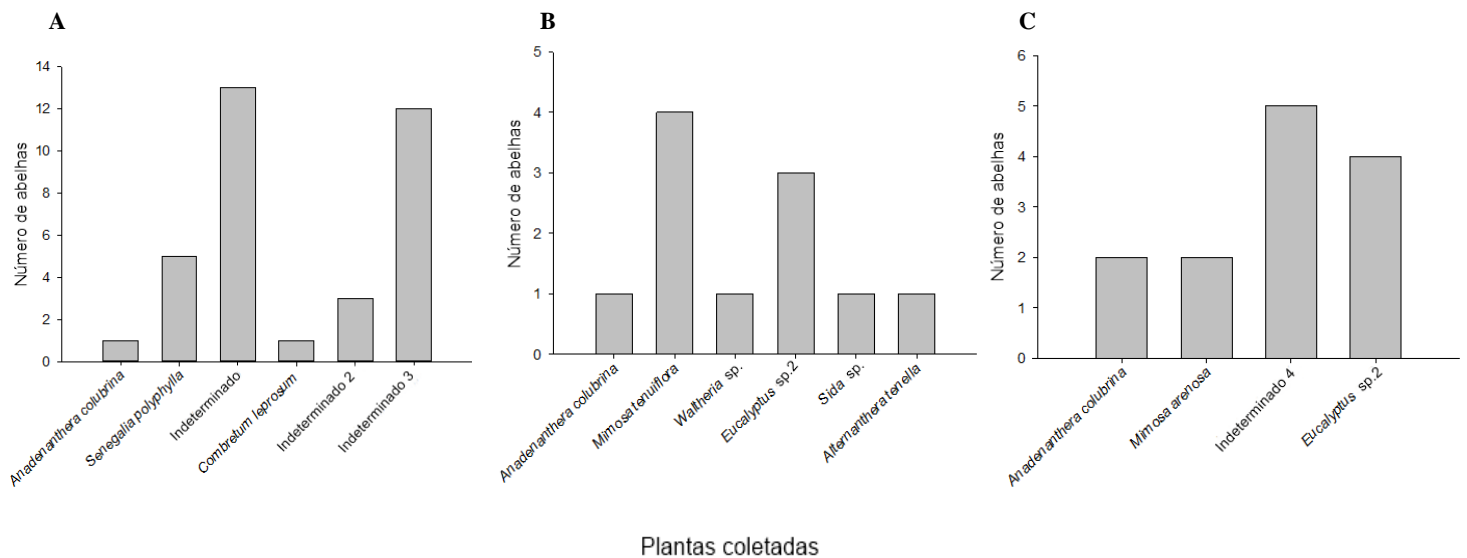 A
Número de abelhas
14
12
10
8
6
4
2
0
Anadenanthera colubrina
Senegalia polyphylla
Indeterminado
Combretum leprosum
Indeterminado 2
Indeterminado 3
B
Número de abelhas
5
4
3
2
1
0
Anadenanthera colubrina
Mimosa tenuiflora
Waltheria sp.
Eucalyptus sp.2
Sida sp.
Alternanthera tenella
C
Número de abelhas
6
5
4
3
2
1
0
Anadenanthera colubrina
Mimosa arenosa
Indeterminado 4
Eucalyptus sp.2
Plantas coletadas